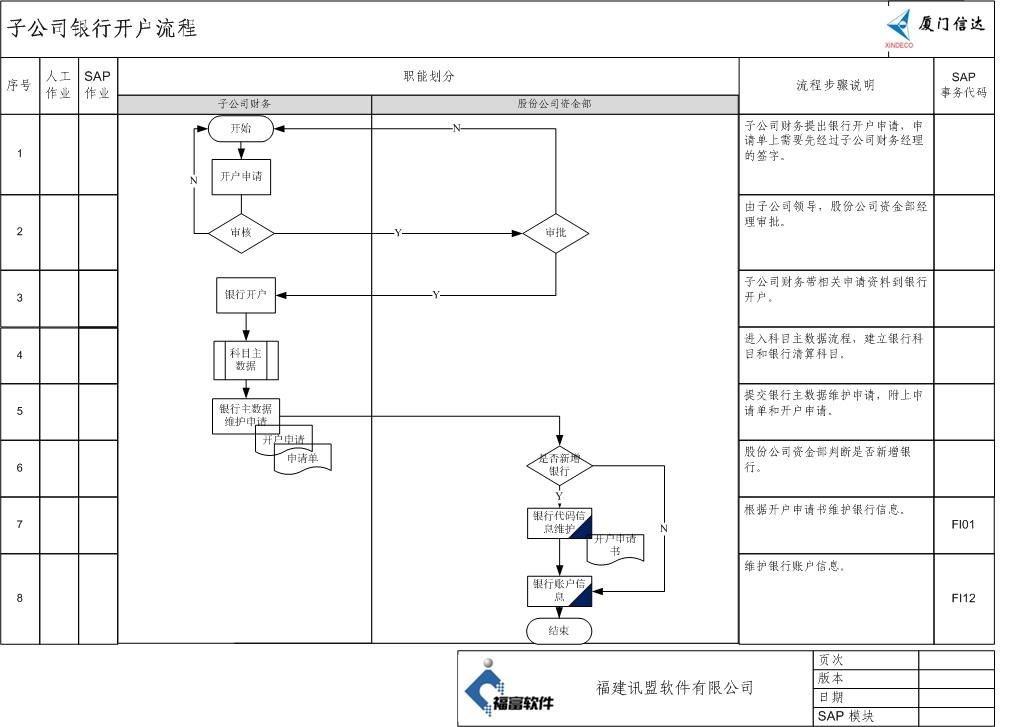 子公司银行开户流程
厦门信达
XINDECO
序号
人工
作业
SAP
作业
职能划分
流程步骤说明
SAP
事务代码
子公司财务
股份公司资金部
1
开始
N
子公司财务提出银行开户申请，申
请单上需要先经过子公司财务经理
的签字。
N
开户申请
2
审核
Y
审批
由子公司领导，股份公司资金部经
理审批。
3
银行开户
Y
子公司财务带相关申请资料到银行
开户。
4
科目主
数据
进入科目主数据流程，建立银行科
目和银行清算科目。
5
银行主数据
维护申请
提交银行主数据维护申请，附上申
请单和开户申请。
开户申请
申请单
6
是否新增
银行
股份公司资金部判断是否新增银
行。
Y
7
银行代码信
息维护
N
根据开户申请书维护银行信息。
FI01
开户申请
书
8
银行账户信
息
维护银行账户信息。
FI12
结束
福富软件
福建讯盟软件有限公司
页次
版本
日期
SAP 模块